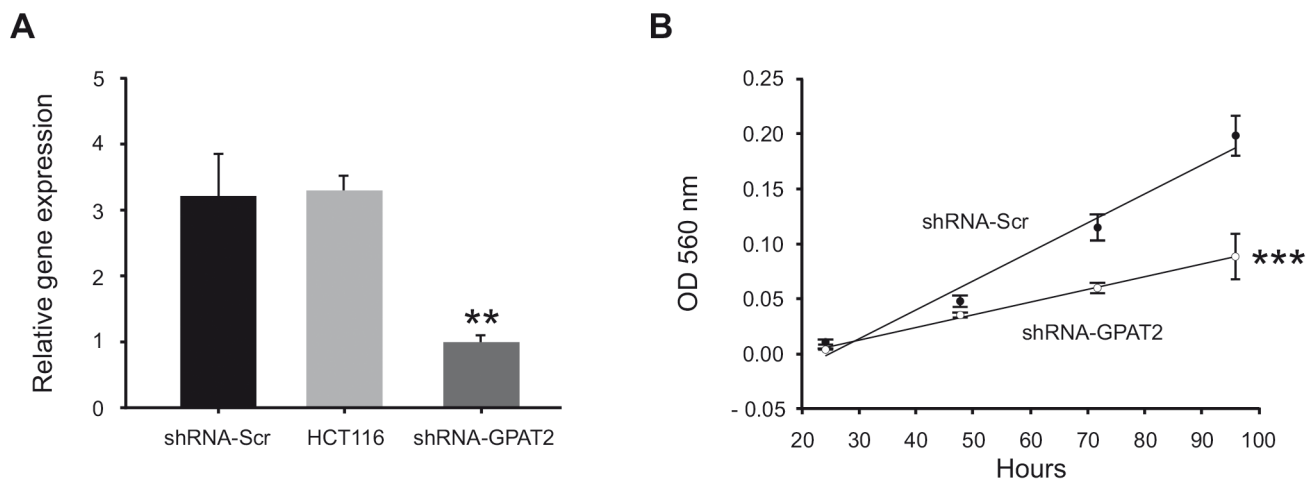 A
Relative gene expression
5
4
3
2
1
0
**
shRNA-Scr HCT116 shRNA-GPAT2
B
OD 560 nm
0.25
0.20
0.15
0.10
0.05
0.00
- 0.05
shRNA-Scr
***
shRNA-GPAT2
20 30 40 50 60 70 80 90 100
Hours